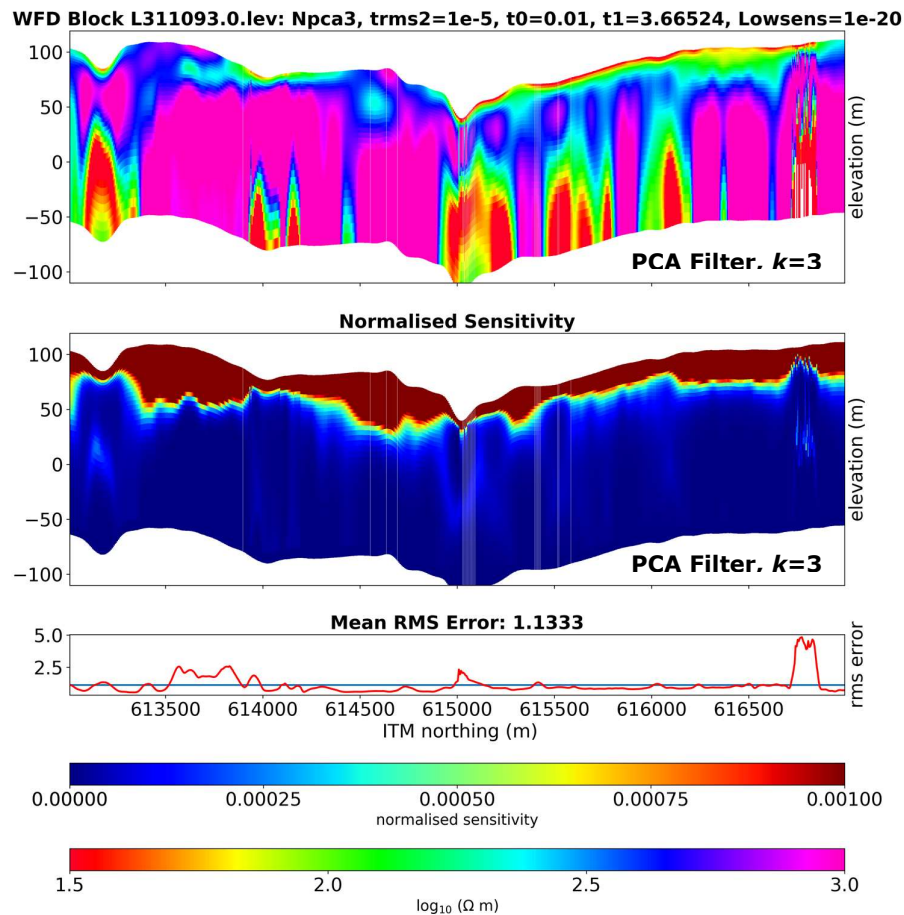 WFD Block L311093.0.lev: Npca3, trms2=1e-5, t0=0.01, t1=3.66524, Lowsens=1e-20
100
50
0
−50
−100
elevation (m)
PCA Filter, k=3
Normalised Sensitivity
100
50
0
−50
−100
elevation (m)
PCA Filter, k=3
Mean RMS Error: 1.1333
5.0
2.5
rms error
613500 614000 614500 615000 615500 616000 616500
ITM northing (m)
0.00000 0.00025 0.00050 0.00075 0.00100
normalised sensitivity
1.5 2.0 2.5 3.0
log₁₀ (Ω m)